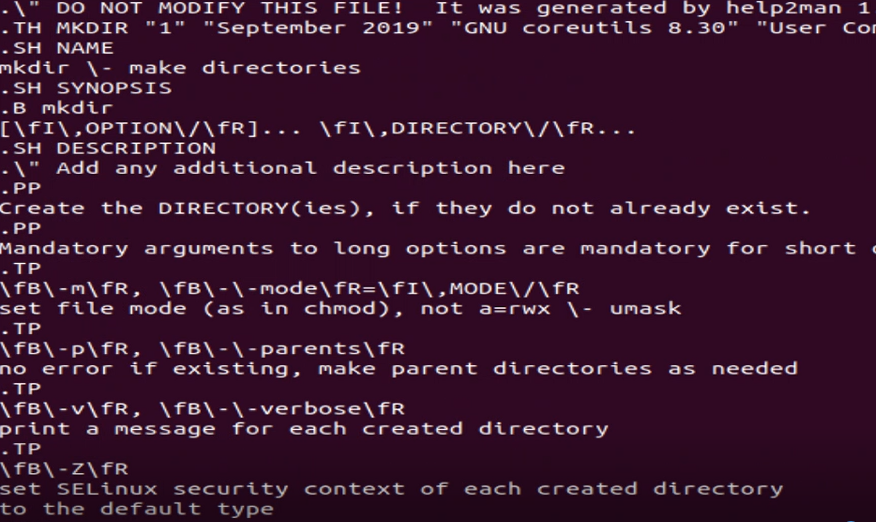 .\" DO NOT MODIFY THIS FILE!  It was generated by help2man 1
.TH MKDIR "1" "September 2019" "GNU coreutils 8.30" "User Co
.SH NAME
mkdir \- make directories
.SH SYNOPSIS
.B mkdir
[\fI\,OPTION\/\fR]... \fI\,DIRECTORY\/\fR...
.SH DESCRIPTION
.\" Add any additional description here
.PP
Create the DIRECTORY(ies), if they do not already exist.
.PP
Mandatory arguments to long options are mandatory for short
.TP
\fB\-m\fR, \fB\-\-mode\fR=\fI\,MODE\/\fR
set file mode (as in chmod), not a=rwx \- umask
.TP
\fB\-p\fR, \fB\-\-parents\fR
no error if existing, make parent directories as needed
.TP
\fB\-v\fR, \fB\-\-verbose\fR
print a message for each created directory
.TP
\fB\-Z\fR
set SELinux security context of each created directory
to the default type